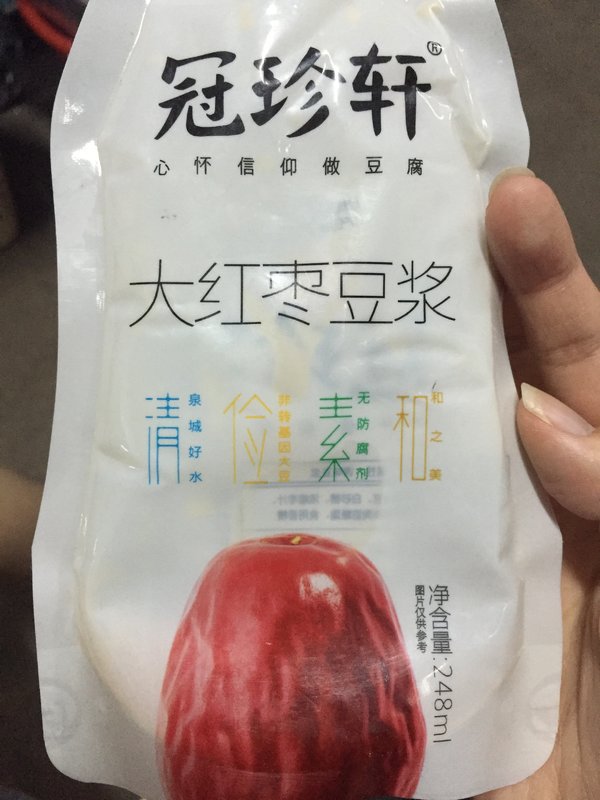 冠珍轩®
心怀信仰做豆腐
大红枣豆浆
清 泉城好水
俭 非转基因大豆
素 无防腐剂
和 和之美
净含量:248ml
图片仅供参考